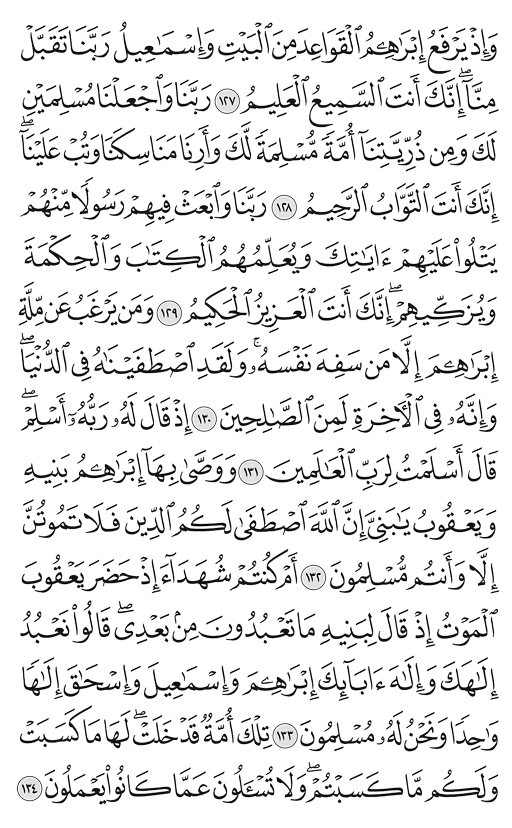 وَإِذْ يَرْفَعُ إِبْرَٰهِـۧمُ ٱلْقَوَاعِدَ مِنَ ٱلْبَيْتِ وَإِسْمَـٰعِيلُ رَبَّنَا تَقَبَّلْ
مِنَّآ ۖ إِنَّكَ أَنتَ ٱلسَّمِيعُ ٱلْعَلِيمُ ١٢٧ رَبَّنَا وَٱجْعَلْنَا مُسْلِمَيْنِ
لَكَ وَمِن ذُرِّيَّتِنَآ أُمَّةً مُّسْلِمَةً لَّكَ وَأَرِنَا مَنَاسِكَنَا وَتُبْ عَلَيْنَآ ۖ
إِنَّكَ أَنتَ ٱلتَّوَّابُ ٱلرَّحِيمُ ١٢٨ رَبَّنَا وَٱبْعَثْ فِيهِمْ رَسُولًا مِّنْهُمْ
يَتْلُوا۟ عَلَيْهِمْ ءَايَـٰتِكَ وَيُعَلِّمُهُمُ ٱلْكِتَـٰبَ وَٱلْحِكْمَةَ
وَيُزَكِّيهِمْ ۚ إِنَّكَ أَنتَ ٱلْعَزِيزُ ٱلْحَكِيمُ ١٢٩ وَمَن يَرْغَبُ عَن مِّلَّةِ
إِبْرَٰهِـۧمَ إِلَّا مَن سَفِهَ نَفْسَهُۥ ۚ وَلَقَدِ ٱصْطَفَيْنَـٰهُ فِى ٱلدُّنْيَا ۖ
وَإِنَّهُۥ فِى ٱلْـَٔاخِرَةِ لَمِنَ ٱلصَّـٰلِحِينَ ١٣٠ إِذْ قَالَ لَهُۥ رَبُّهُۥٓ أَسْلِمْ ۖ
قَالَ أَسْلَمْتُ لِرَبِّ ٱلْعَـٰلَمِينَ ١٣١ وَوَصَّىٰ بِهَآ إِبْرَٰهِـۧمُ بَنِيهِ
وَيَعْقُوبُ يَـٰبَنِىَّ إِنَّ ٱللَّهَ ٱصْطَفَىٰ لَكُمُ ٱلدِّينَ فَلَا تَمُوتُنَّ
إِلَّا وَأَنتُم مُّسْلِمُونَ ١٣٢ أَمْ كُنتُمْ شُهَدَآءَ إِذْ حَضَرَ يَعْقُوبَ
ٱلْمَوْتُ إِذْ قَالَ لِبَنِيهِ مَا تَعْبُدُونَ مِنۢ بَعْدِى ۖ قَالُوا۟ نَعْبُدُ
إِلَـٰهَكَ وَإِلَـٰهَ ءَابَآئِكَ إِبْرَٰهِـۧمَ وَإِسْمَـٰعِيلَ وَإِسْحَـٰقَ إِلَـٰهًا
وَٰحِدًا وَنَحْنُ لَهُۥ مُسْلِمُونَ ١٣٣ تِلْكَ أُمَّةٌ قَدْ خَلَتْ ۖ لَهَا مَا كَسَبَتْ
وَلَكُم مَّا كَسَبْتُمْ ۖ وَلَا تُسْـَٔلُونَ عَمَّا كَانُوا۟ يَعْمَلُونَ ١٣٤